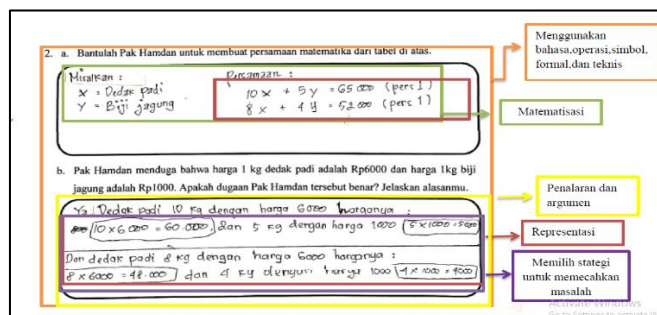 2. a. Bantulah Pak Hamdan untuk membuat persamaan matematika dari tabel di atas.
Misalkan :
X = Dedak padi
Y = Biji jagung
Persamaan :
10x + 5y = 65 000 (pers 1)
8x + 4y = 52 000 (pers 1)
b. Pak Hamdan menduga bahwa harga 1 kg dedak padi adalah Rp6000 dan harga 1kg biji
jagung adalah Rp1000. Apakah dugaan Pak Hamdan tersebut benar? Jelaskan alasanmu.
Ya, Dedak padi 10 kg dengan harga 6000 harganya :
10 x 6000 = 60.000, dan 5 kg dengan harga 1000 5 x 1000 = 5000
Dan dedak padi 8 kg dengan harga 6000 harganya :
8 x 6000 = 48.000 dan 4 kg dengan harga 1000 4 x 1000 = 4000
Menggunakan
bahasa,operasi,simbol,
formal,dan teknis
Matematisasi
Penalaran dan
argumen
Representasi
Memilih stategi
untuk memecahkan
masalah
Activate Windows